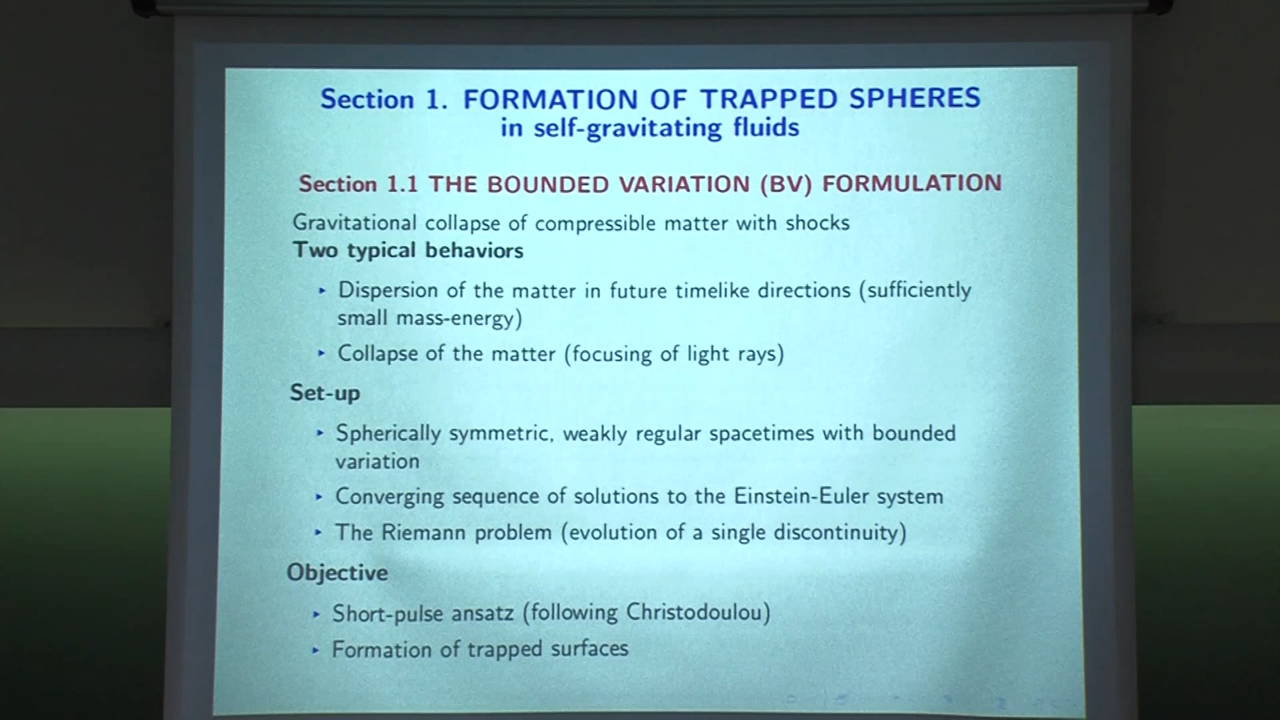 Section 1. FORMATION OF TRAPPED SPHERES
in self-gravitating fluids
Section 1.1 THE BOUNDED VARIATION (BV) FORMULATION
Gravitational collapse of compressible matter with shocks
Two typical behaviors
‣ Dispersion of the matter in future timelike directions (sufficiently
small mass-energy)
‣ Collapse of the matter (focusing of light rays)
Set-up
‣ Spherically symmetric, weakly regular spacetimes with bounded
variation
‣ Converging sequence of solutions to the Einstein-Euler system
‣ The Riemann problem (evolution of a single discontinuity)
Objective
‣ Short-pulse ansatz (following Christodoulou)
‣ Formation of trapped surfaces